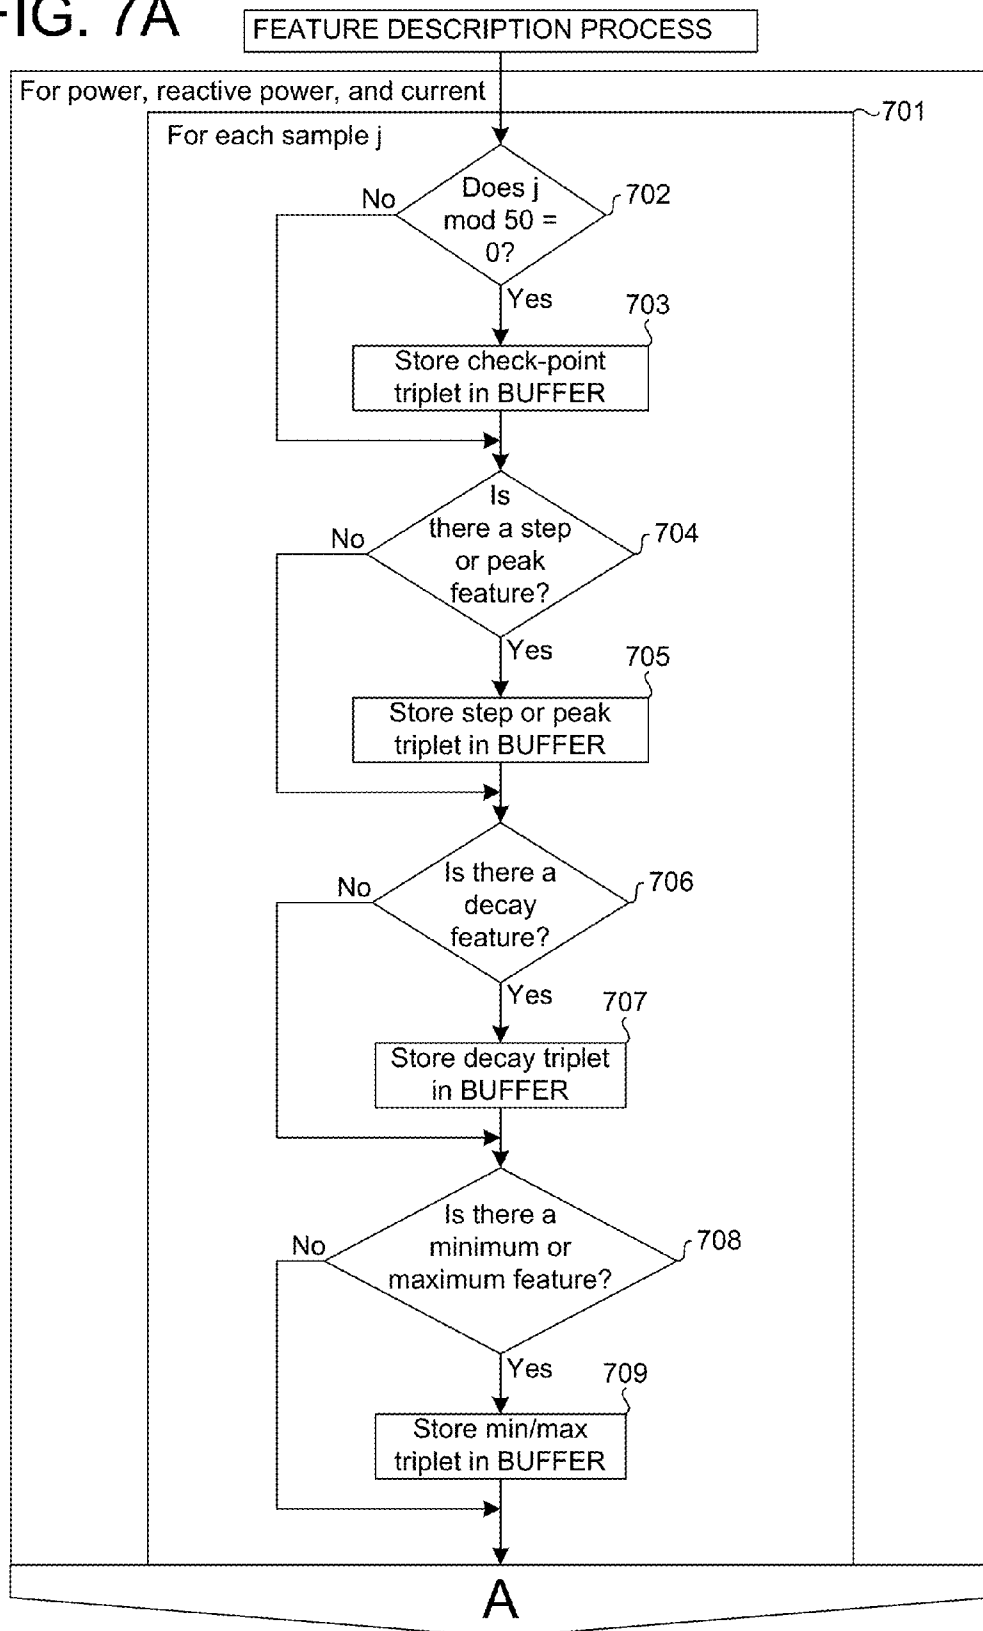 FIG. 7A
FEATURE DESCRIPTION PROCESS
For power, reactive power, and current
701
For each sample j
Does j
mod 50 =
0?
702
No
Yes
703
Store check-point
triplet in BUFFER
Is
there a step
or peak
feature?
704
No
Yes
705
Store step or peak
triplet in BUFFER
Is there a
decay
feature?
706
No
Yes
707
Store decay triplet
in BUFFER
Is there a
minimum or
maximum feature?
708
No
Yes
709
Store min/max
triplet in BUFFER
A